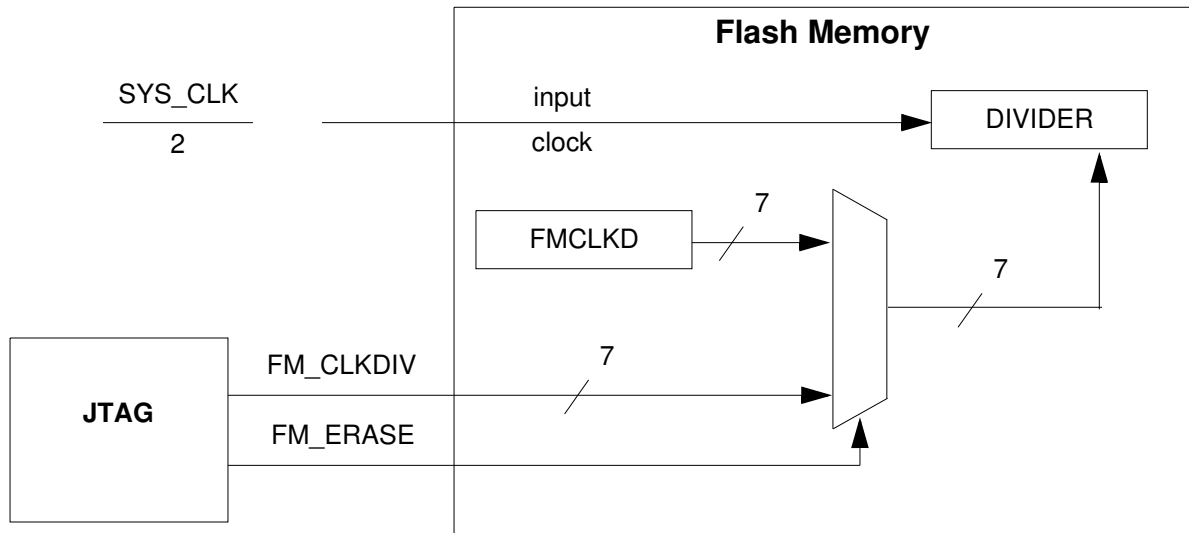 Flash Memory
SYS_CLK
2
input
clock
DIVIDER
7
FMCLKD
7
7
FM_CLKDIV
JTAG
FM_ERASE